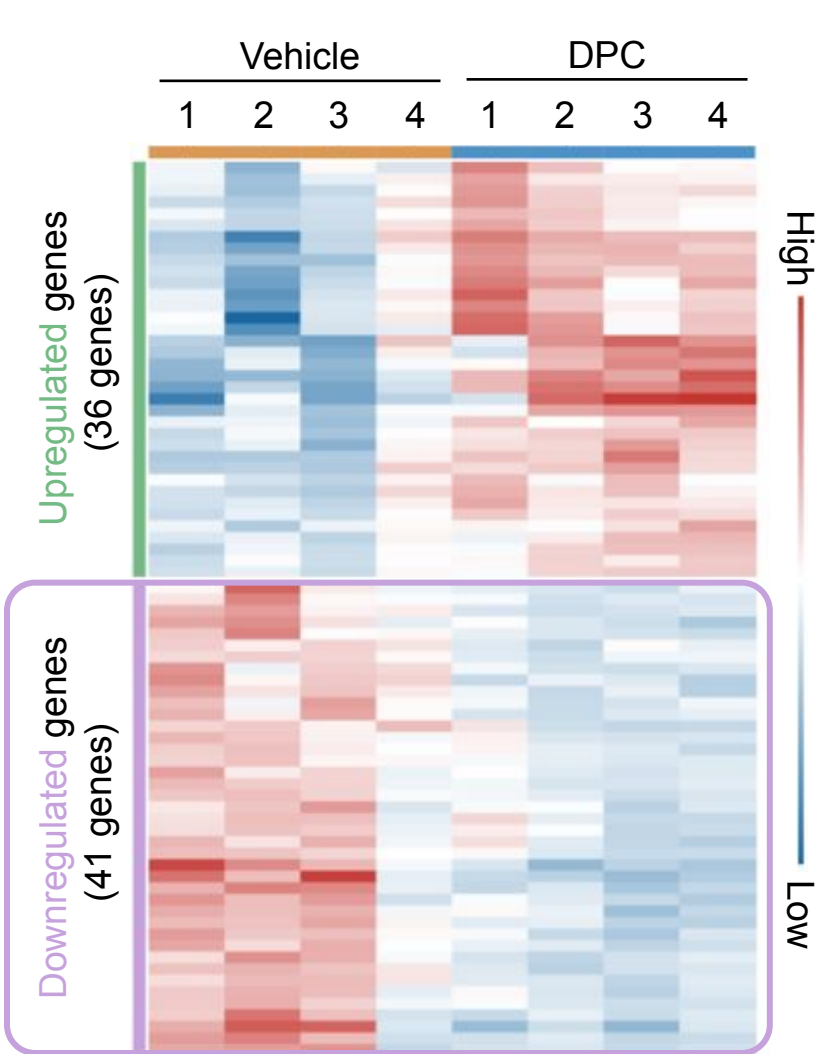 Vehicle DPC
1 2 3 4 1 2 3 4
Upregulated genes
(36 genes)
High
Downregulated genes
(41 genes)
Low